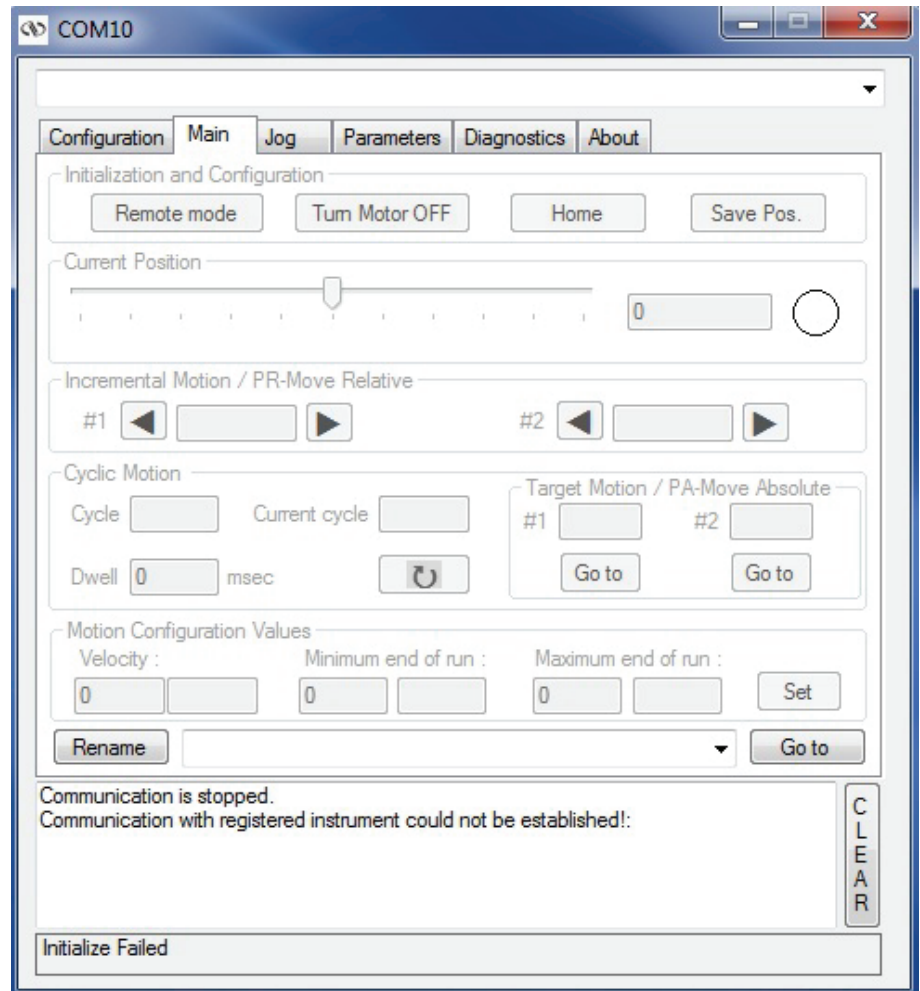 COM10
Configuration Main Jog Parameters Diagnostics About
Initialization and Configuration
Remote mode Turn Motor OFF Home Save Pos.
Current Position
0
Incremental Motion / PR-Move Relative
#1 #2
Cyclic Motion
Cycle Current cycle
Dwell 0 msec
Target Motion / PA-Move Absolute
#1 #2
Go to Go to
Motion Configuration Values
Velocity : Minimum end of run : Maximum end of run :
0 0 0 Set
Rename Go to
Communication is stopped.
Communication with registered instrument could not be established!:
CLEAR
Initialize Failed